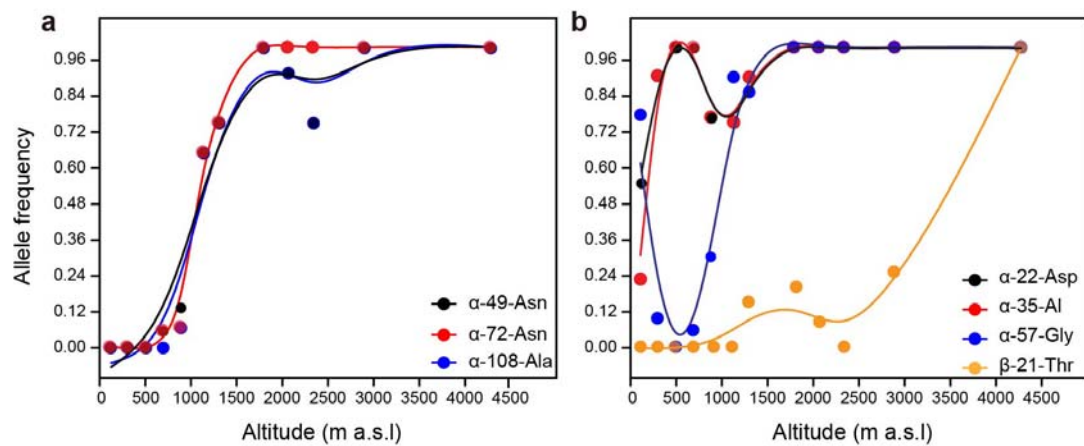 a
Allele frequency
0.96
0.84
0.72
0.60
0.48
0.36
0.24
0.12
0.00
α-49-Asn
α-72-Asn
α-108-Ala
0 500 1000 1500 2000 2500 3000 3500 4000 4500
Altitude (m a.s.l)
b
0.96
0.84
0.72
0.60
0.48
0.36
0.24
0.12
0.00
α-22-Asp
α-35-Al
α-57-Gly
β-21-Thr
0 500 1000 1500 2000 2500 3000 3500 4000 4500
Altitude (m a.s.l)